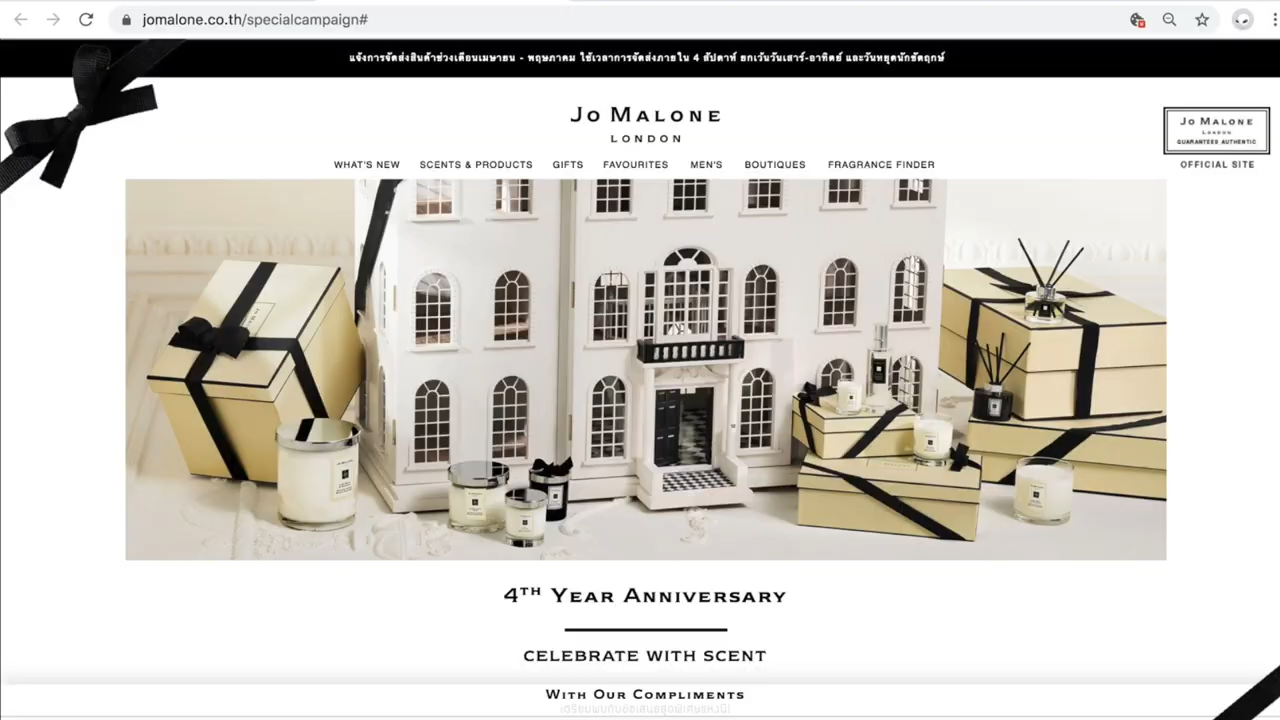 jomalone.co.th/specialcampaign#
แจ้งการจัดส่งสินค้าช่วงเดือนเมษายน - พฤษภาคม ใช้เวลาการจัดส่งภายใน 4 สัปดาห์ ยกเว้นวันเสาร์-อาทิตย์ และวันหยุดนักขัตฤกษ์
JO MALONE
LONDON
JO MALONE
LONDON
GUARANTEES AUTHENTIC
OFFICIAL SITE
WHAT'S NEW SCENTS & PRODUCTS GIFTS FAVOURITES MEN'S BOUTIQUES FRAGRANCE FINDER
4TH YEAR ANNIVERSARY
CELEBRATE WITH SCENT
WITH OUR COMPLIMENTS